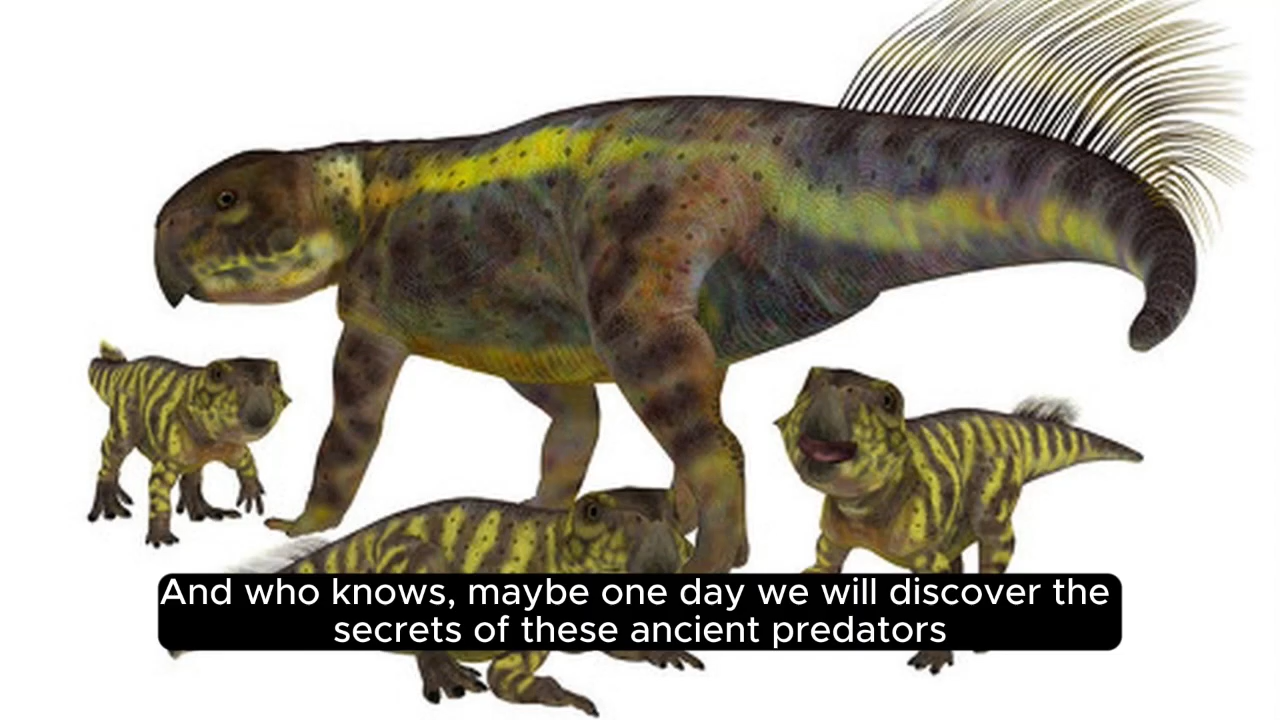 And who knows, maybe one day we will discover the
secrets of these ancient predators